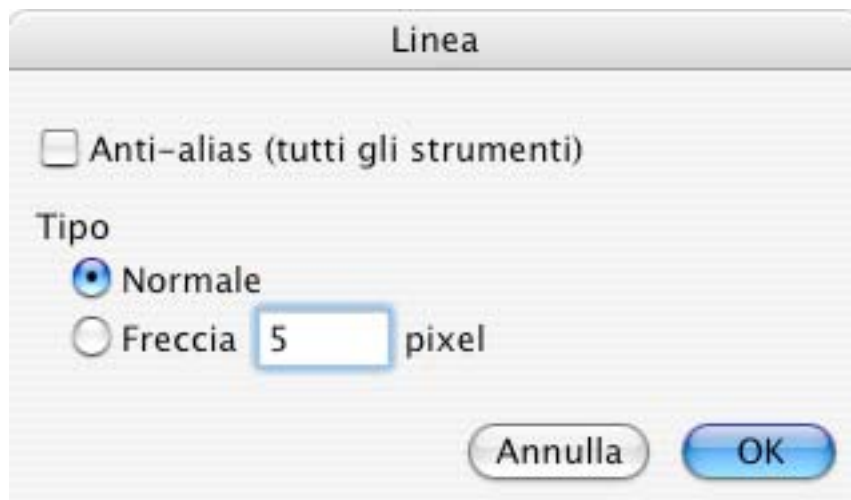 Linea
Anti-alias (tutti gli strumenti)
Tipo
Normale
Freccia 5 pixel
Annulla OK